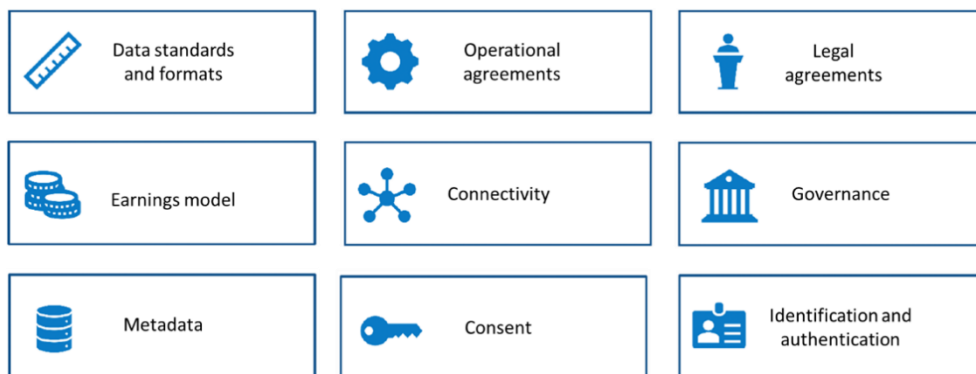 Data standards
and formats
Operational
agreements
Legal
agreements
Earnings model
Connectivity
Governance
Metadata
Consent
Identification and
authentication